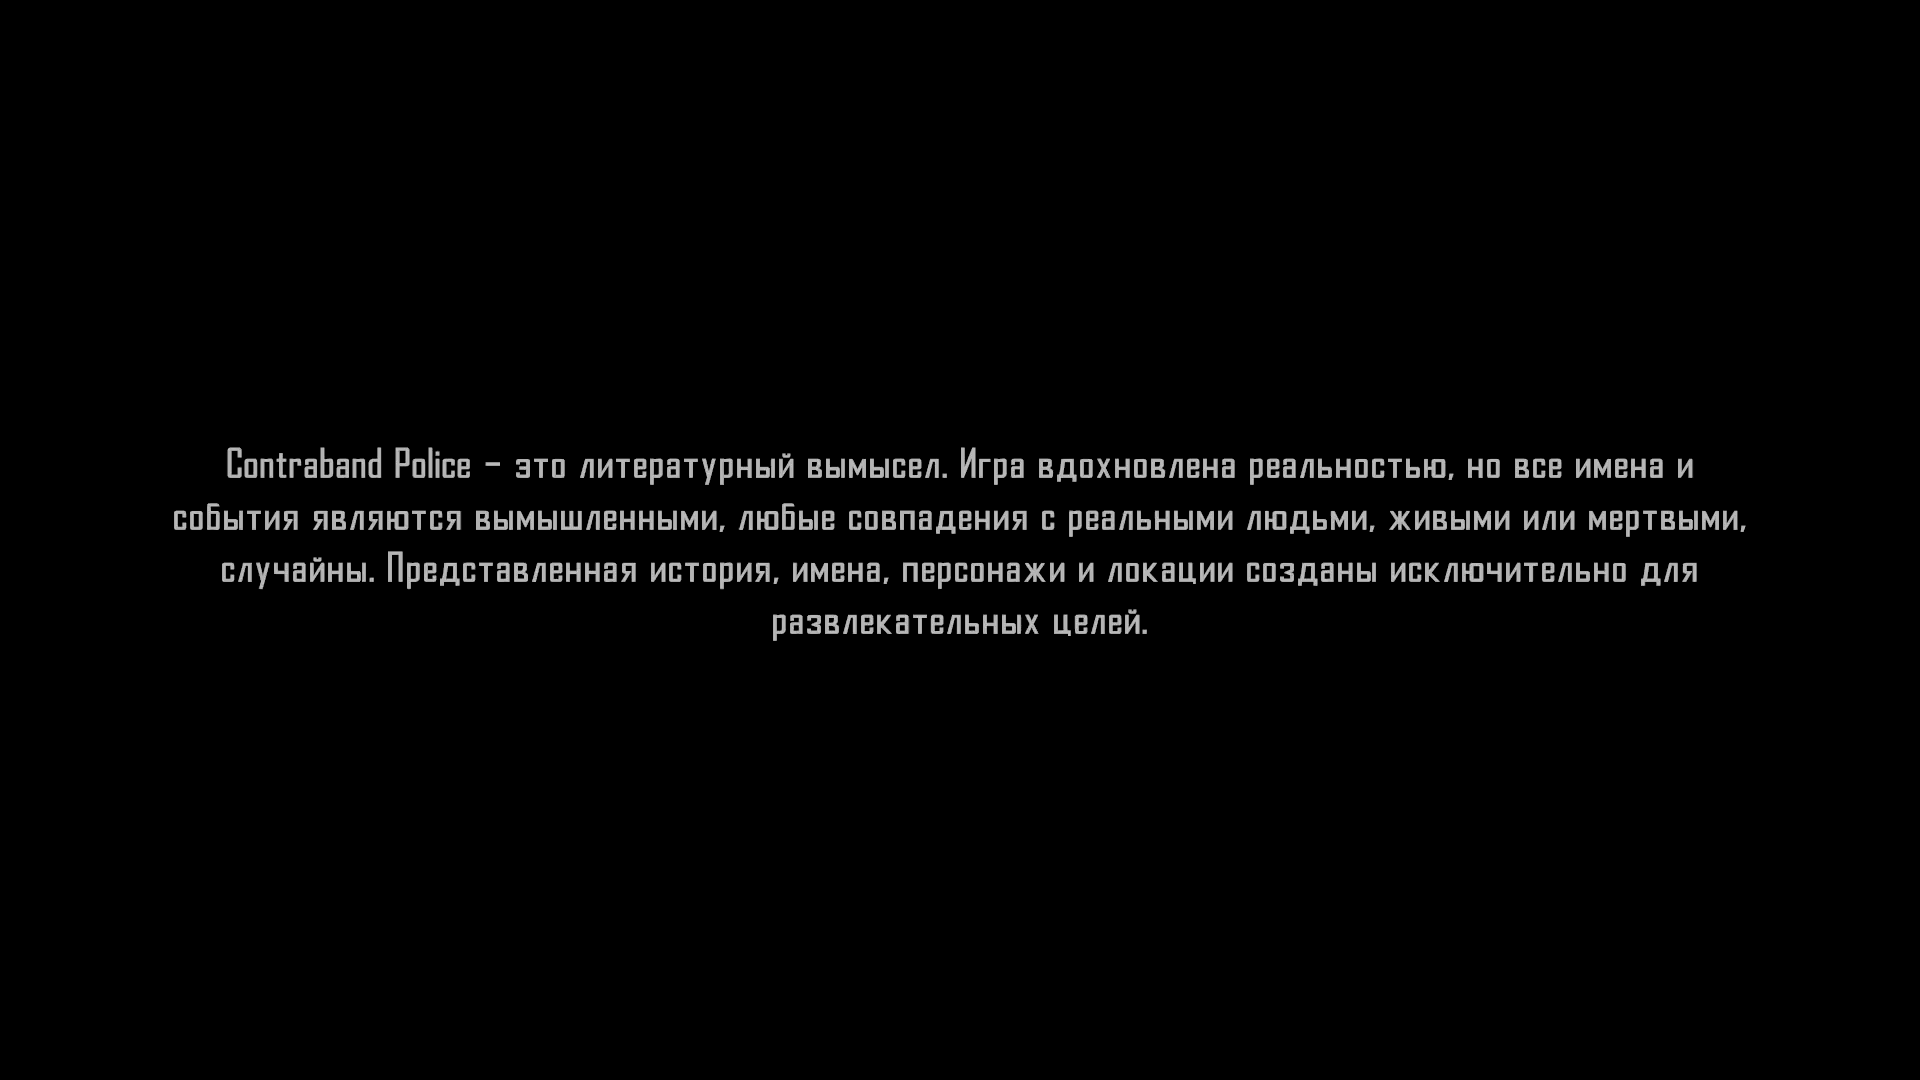 Contraband Police – это литературный вымысел. Игра вдохновлена реальностью, но все имена и
события являются вымышленными, любые совпадения с реальными людьми, живыми или мертвыми,
случайны. Представленная история, имена, персонажи и локации созданы исключительно для
развлекательных целей.